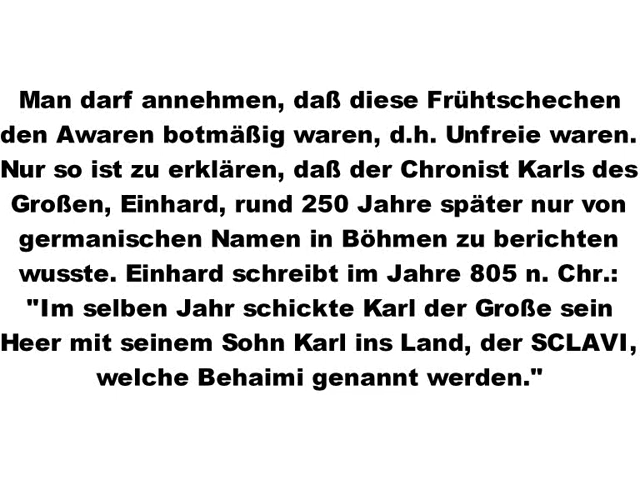 Man darf annehmen, daß diese Frühtschechen
den Awaren botmäßig waren, d.h. Unfreie waren.
Nur so ist zu erklären, daß der Chronist Karls des
Großen, Einhard, rund 250 Jahre später nur von
germanischen Namen in Böhmen zu berichten
wusste. Einhard schreibt im Jahre 805 n. Chr.:
"Im selben Jahr schickte Karl der Große sein
Heer mit seinem Sohn Karl ins Land, der SCLAVI,
welche Behaimi genannt werden."